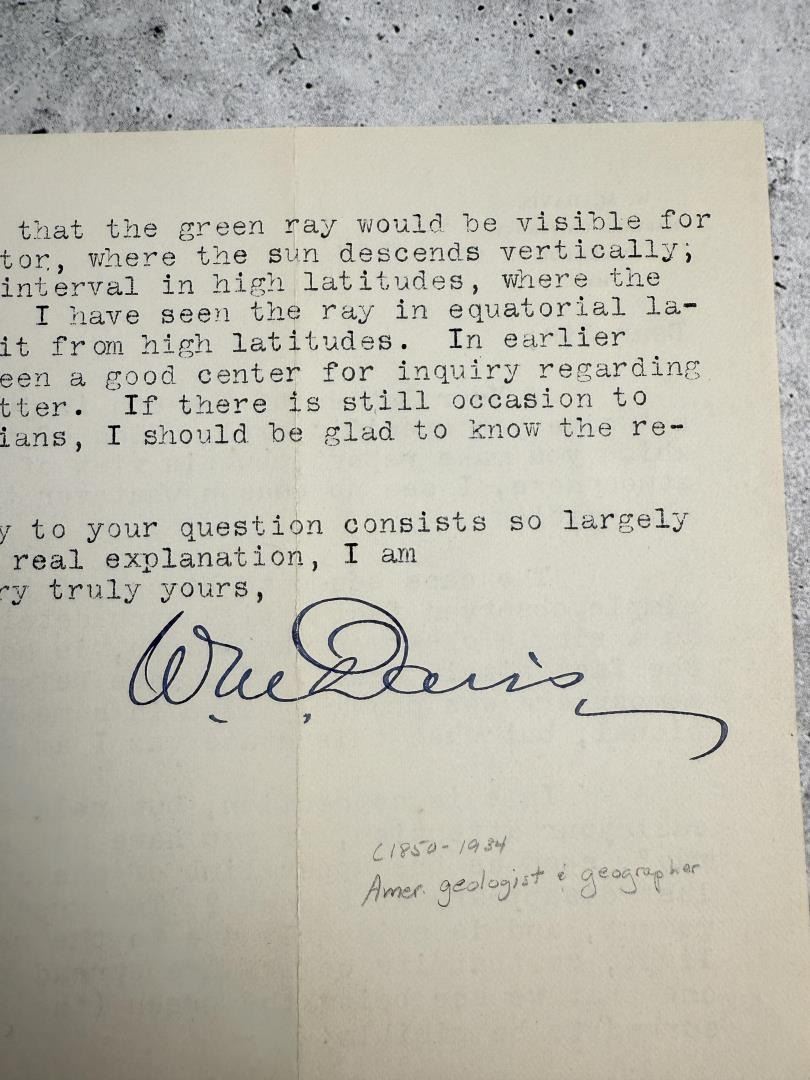 that the green ray would be visible for
tor, where the sun descends vertically;
interval in high latitudes, where the
I have seen the ray in equatorial la-
it from high latitudes. In earlier
een a good center for inquiry regarding
tter. If there is still occasion to
ians, I should be glad to know the re-
y to your question consists so largely
real explanation, I am
ry truly yours,
W. M. Davis
(1850-1934
Amer. geologist & geographer